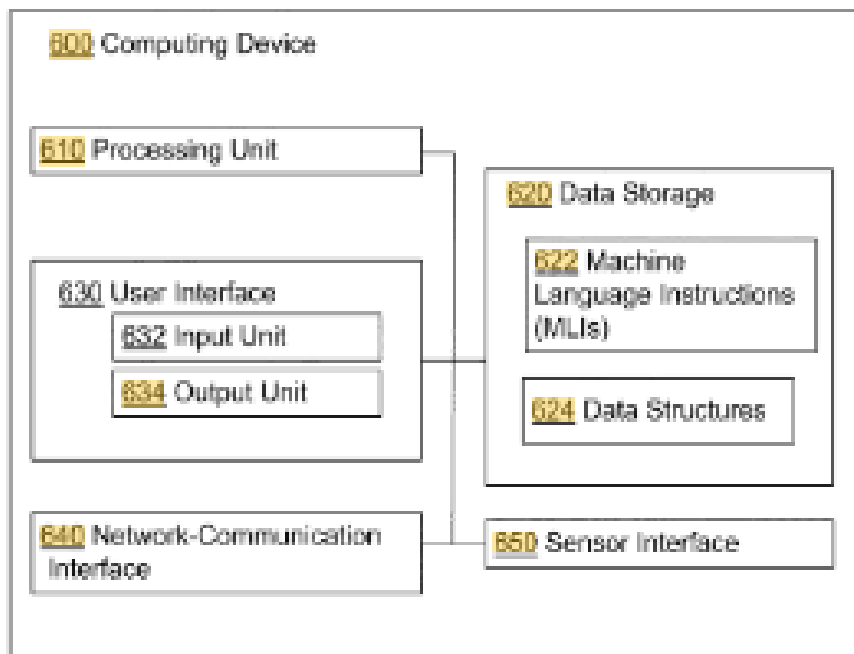 600 Computing Device
610 Processing Unit
620 Data Storage
622 Machine
Language Instructions
(MLIs)
624 Data Structures
630 User Interface
632 Input Unit
634 Output Unit
640 Network-Communication
Interface
650 Sensor Interface